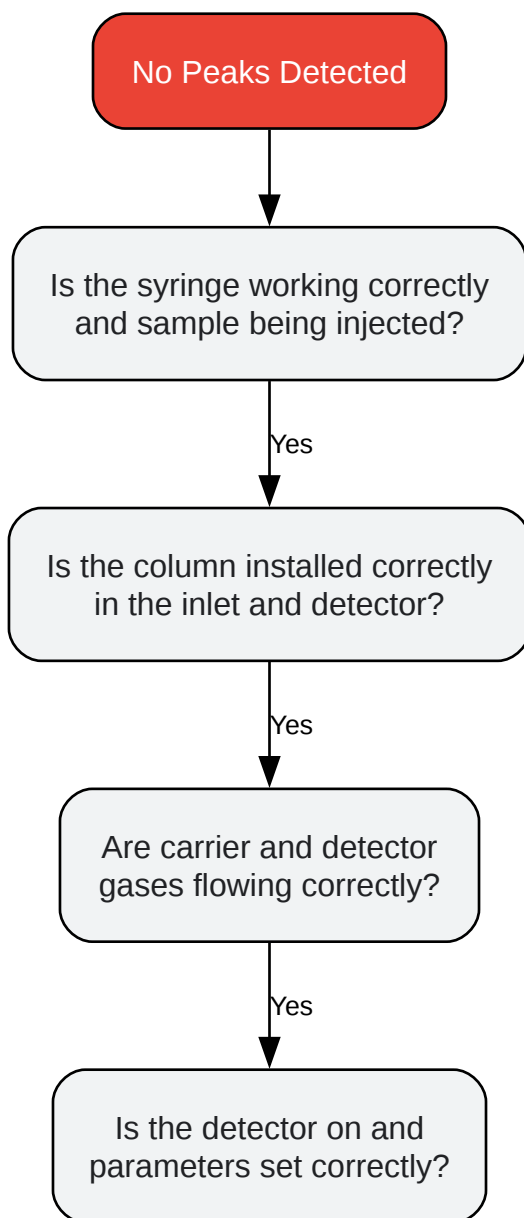 No Peaks Detected
Is the syringe working correctly
and sample being injected?
Yes
Is the column installed correctly
in the inlet and detector?
Yes
Are carrier and detector
gases flowing correctly?
Yes
Is the detector on and
parameters set correctly?